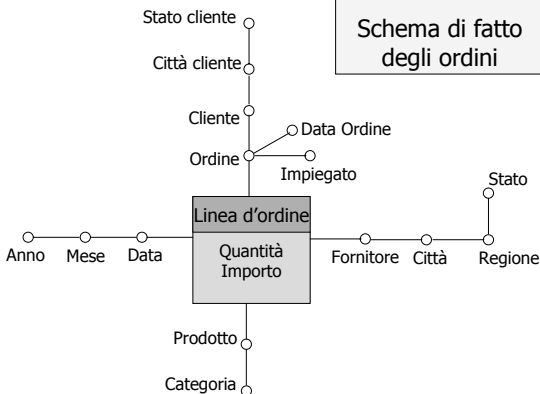 Stato cliente
Schema di fatto
degli ordini
Città cliente
Cliente
Data Ordine
Ordine
Impiegato
Stato
Linea d'ordine
Anno
Mese
Data
Quantità
Importo
Fornitore
Città
Regione
Prodotto
Categoria